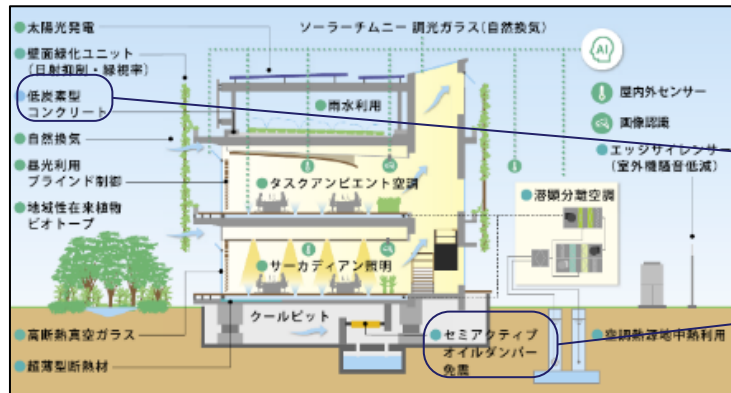 太陽光発電
ソーラーチムニー 調光ガラス(自然換気)
AI
壁面緑化ユニット
(日射抑制・緑視率)
低炭素型
コンクリート
雨水利用
屋内外センサー
画像認識
自然換気
エッジサイレンサー
(室外機騒音低減)
昼光利用
ブラインド制御
タスクアンビエント空調
潜顕分離空調
地域性在来植物
ビオトープ
サーカディアン照明
高断熱真空ガラス
クールピット
セミアクティブ
オイルダンパー
免震
空調熱源地中熱利用
超薄型断熱材